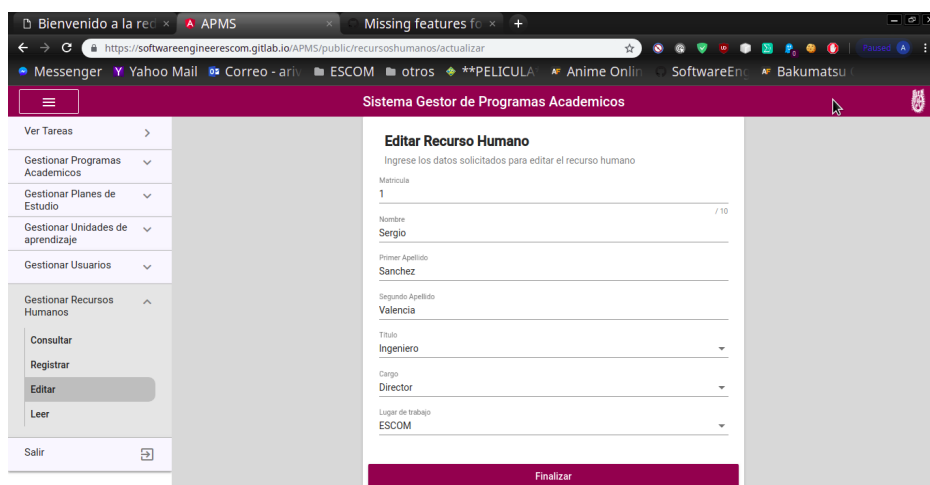 Bienvenido a la red
APMS
Missing features fo
https://softwareengineerescom.gitlab.io/APMS/public/recursoshumanos/actualizar
Paused A
Messenger Yahoo Mail Correo - ariv ESCOM otros **PELICULA Anime Onlin SoftwareEng Bakumatsu
Sistema Gestor de Programas Academicos
Ver Tareas
Gestionar Programas
Academicos
Gestionar Planes de
Estudio
Gestionar Unidades de
aprendizaje
Gestionar Usuarios
Gestionar Recursos
Humanos
Consultar
Registrar
Editar
Leer
Salir
Editar Recurso Humano
Ingrese los datos solicitados para editar el recurso humano
Matricula
1
/ 10
Nombre
Sergio
Primer Apellido
Sanchez
Segundo Apellido
Valencia
Título
Ingeniero
Cargo
Director
Lugar de trabajo
ESCOM
Finalizar